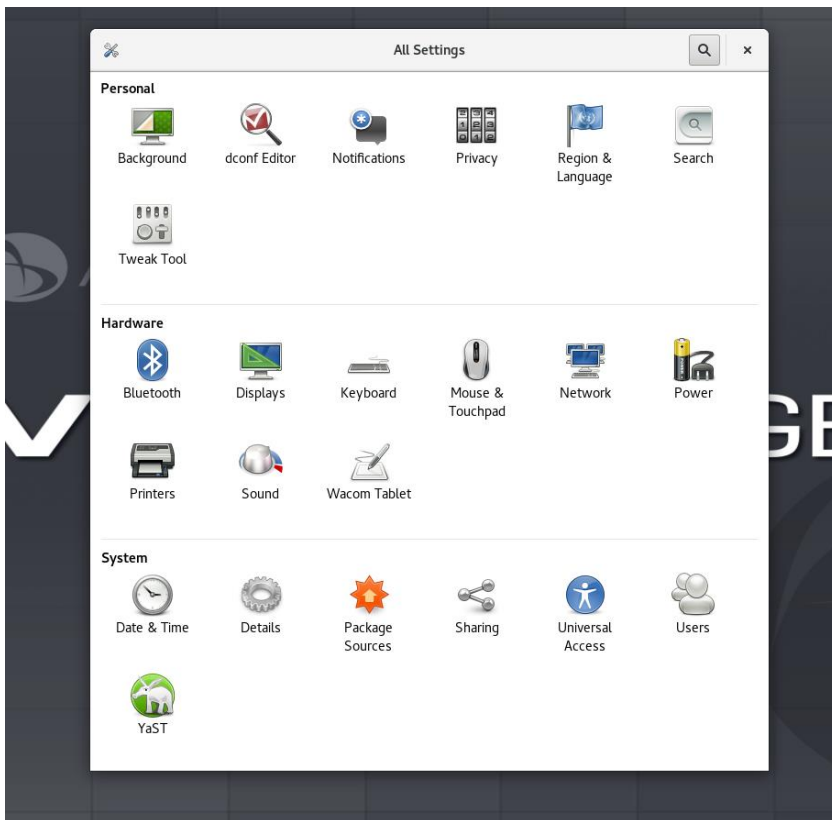 All Settings
Personal
Background
dconf Editor
Notifications
Privacy
Region &
Language
Search
Tweak Tool
Hardware
Bluetooth
Displays
Keyboard
Mouse &
Touchpad
Network
Power
Printers
Sound
Wacom Tablet
System
Date & Time
Details
Package
Sources
Sharing
Universal
Access
Users
YaST